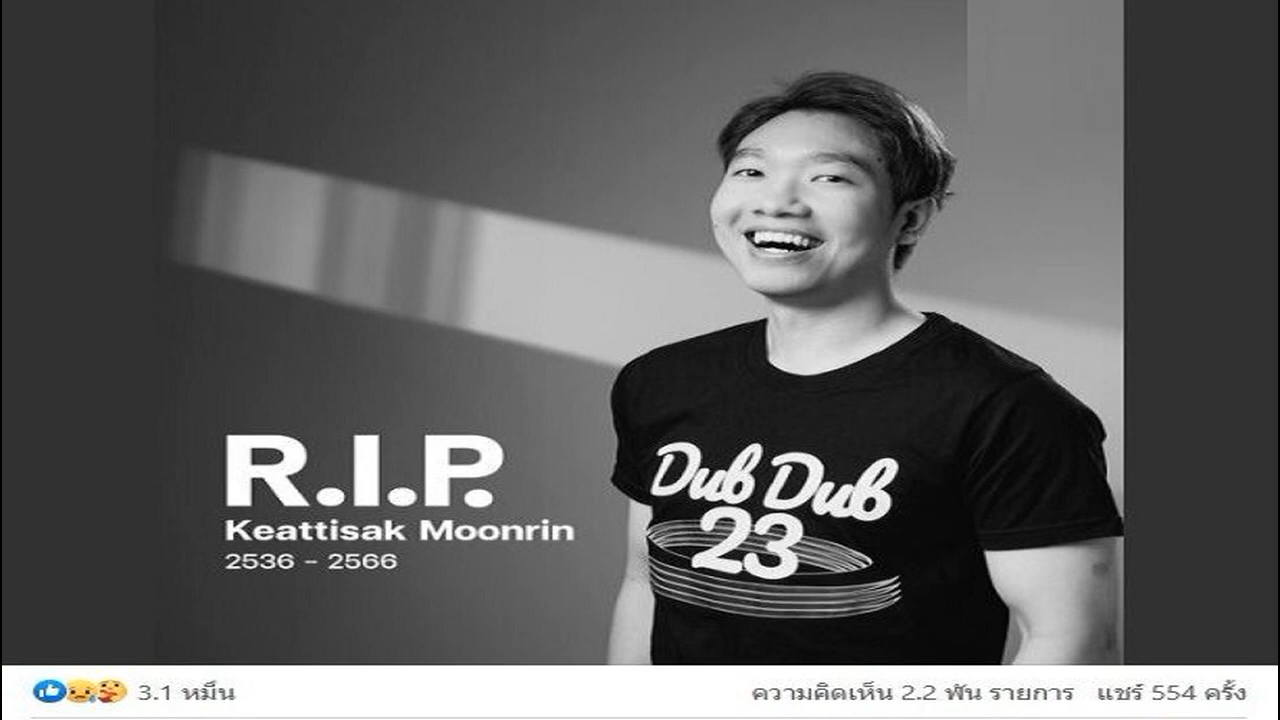 Dub Dub
23
R.I.P.
Keattisak Moonrin
2536 - 2566
3.1 หมื่น
ความคิดเห็น 2.2 พัน รายการ แชร์ 554 ครั้ง